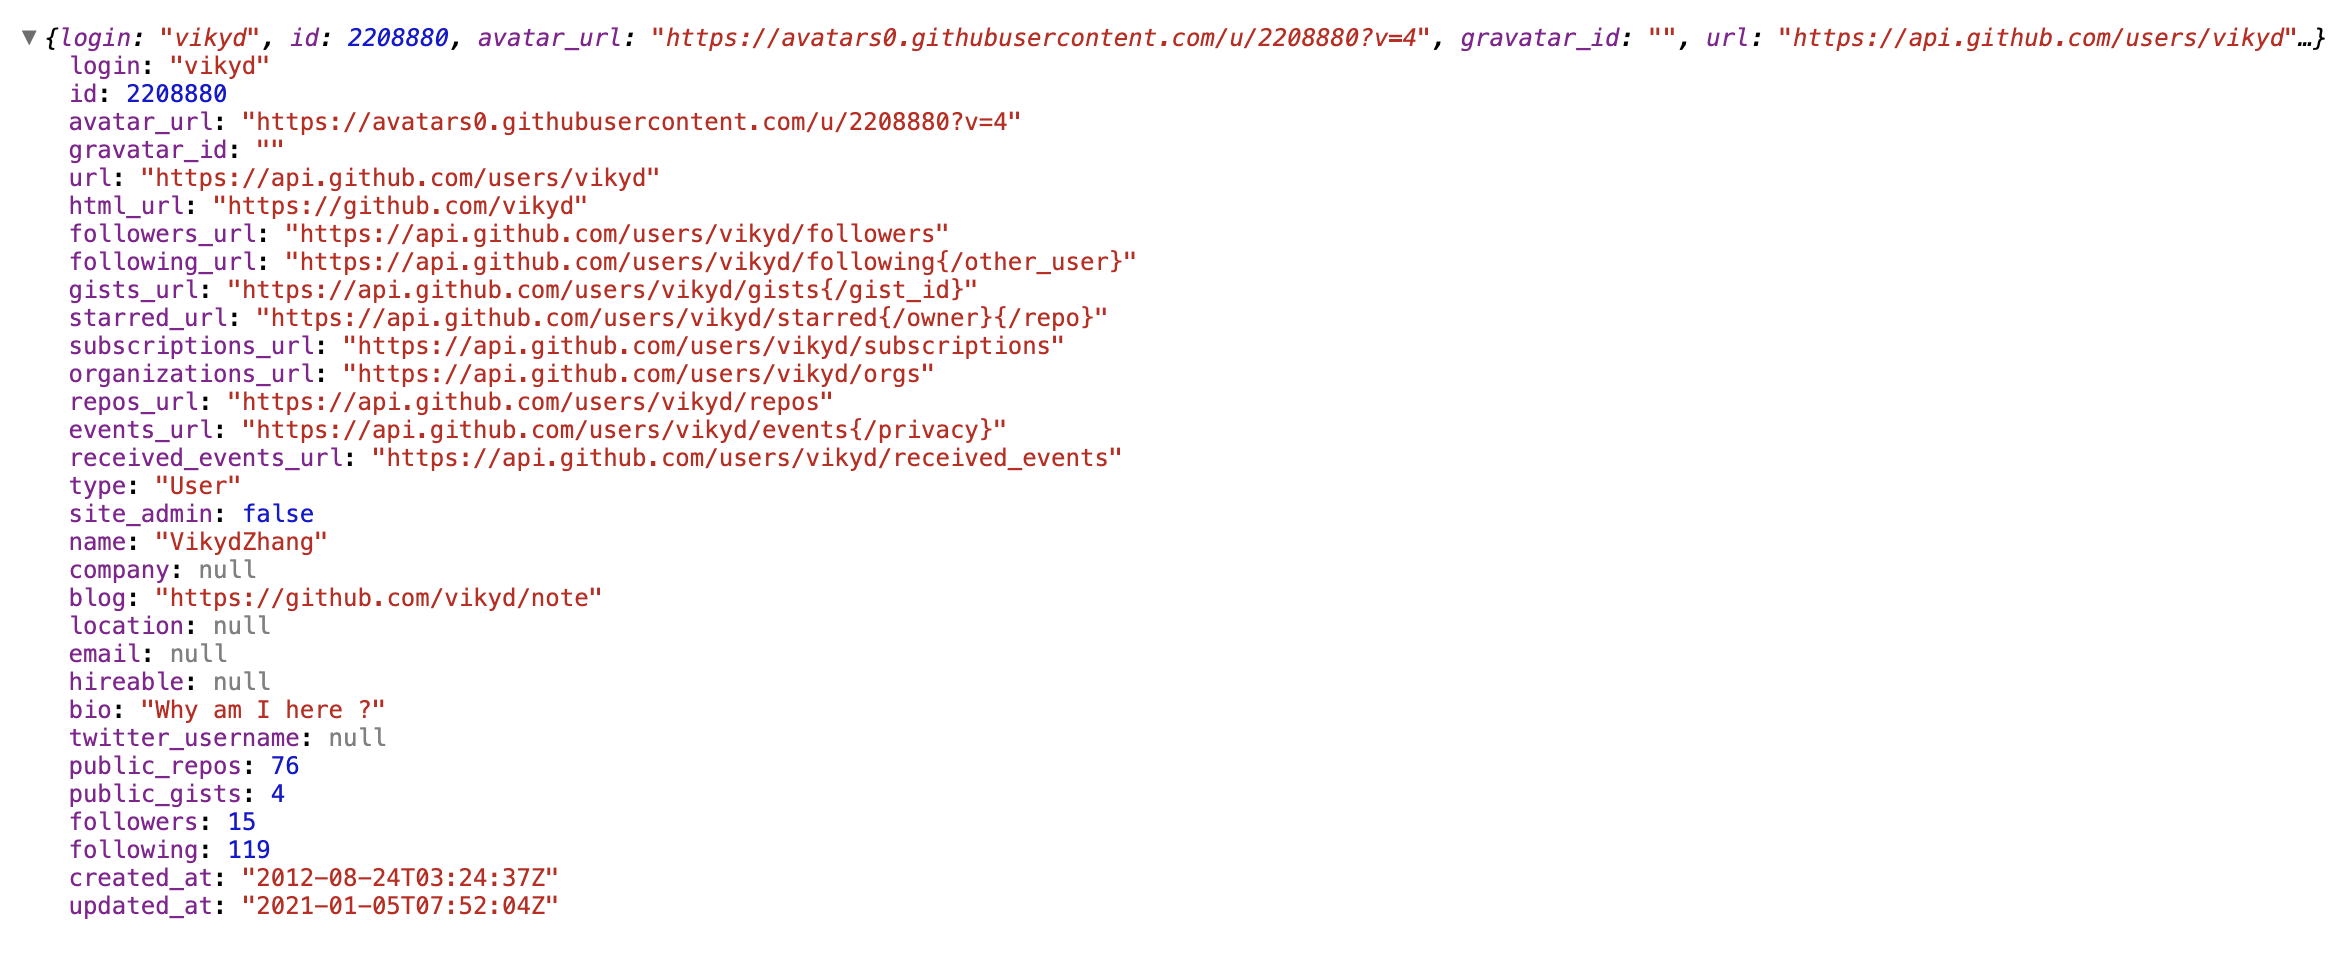 ▼ {login: "vikyd", id: 2208880, avatar_url: "https://avatars0.githubusercontent.com/u/2208880?v=4", gravatar_id: "", url: "https://api.github.com/users/vikyd"…}
login: "vikyd"
id: 2208880
avatar_url: "https://avatars0.githubusercontent.com/u/2208880?v=4"
gravatar_id: ""
url: "https://api.github.com/users/vikyd"
html_url: "https://github.com/vikyd"
followers_url: "https://api.github.com/users/vikyd/followers"
following_url: "https://api.github.com/users/vikyd/following{/other_user}"
gists_url: "https://api.github.com/users/vikyd/gists{/gist_id}"
starred_url: "https://api.github.com/users/vikyd/starred{/owner}{/repo}"
subscriptions_url: "https://api.github.com/users/vikyd/subscriptions"
organizations_url: "https://api.github.com/users/vikyd/orgs"
repos_url: "https://api.github.com/users/vikyd/repos"
events_url: "https://api.github.com/users/vikyd/events{/privacy}"
received_events_url: "https://api.github.com/users/vikyd/received_events"
type: "User"
site_admin: false
name: "VikydZhang"
company: null
blog: "https://github.com/vikyd/note"
location: null
email: null
hireable: null
bio: "Why am I here ?"
twitter_username: null
public_repos: 76
public_gists: 4
followers: 15
following: 119
created_at: "2012-08-24T03:24:37Z"
updated_at: "2021-01-05T07:52:04Z"